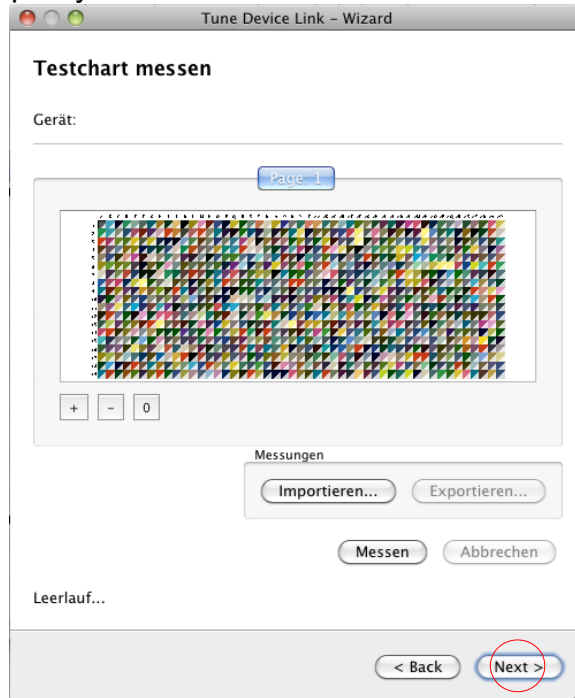 Tune Device Link – Wizard
Testchart messen
Gerät:
Page: 1
+ - 0
Messungen
Importieren... Exportieren...
Messen Abbrechen
Leerlauf...
< Back Next >